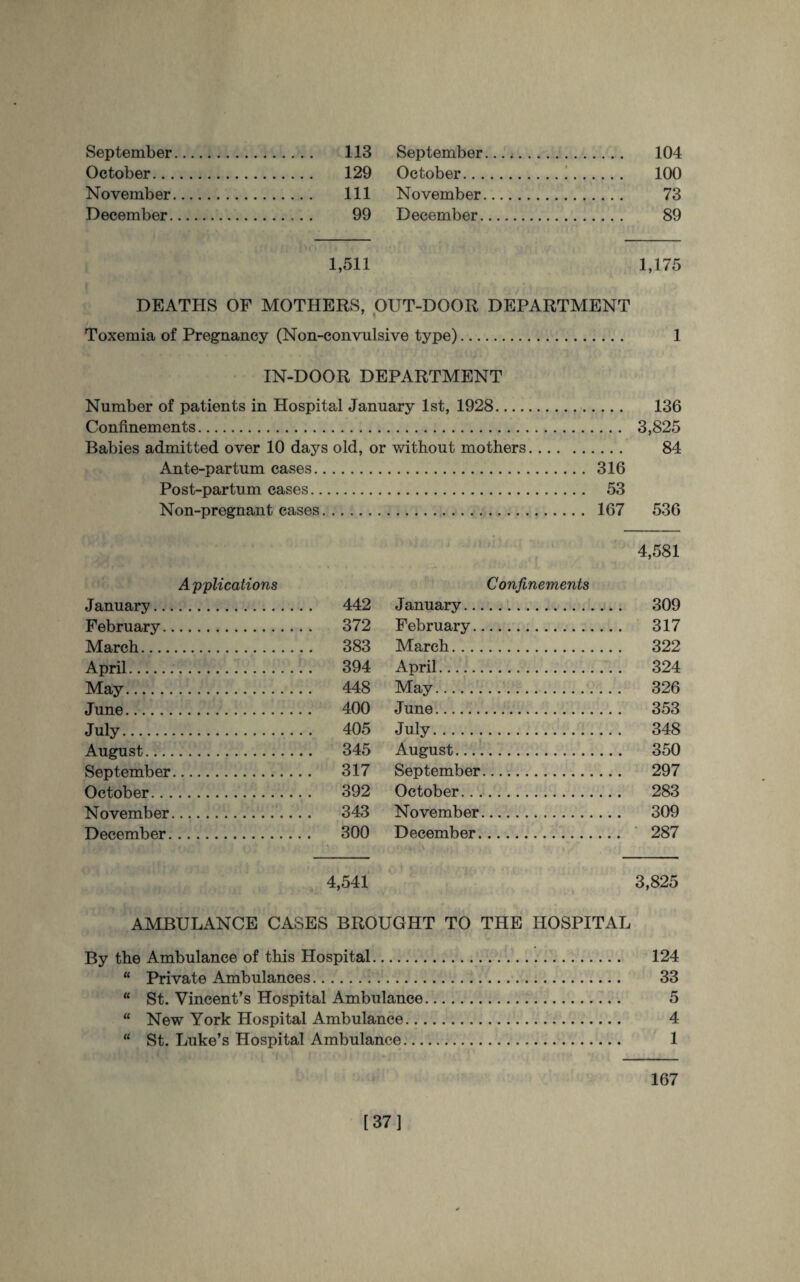 September................. 113 September................. 104
October................. 129 October................. 100
November................. 111 November................. 73
December................. 99 December................. 89
1,511 1,175
DEATHS OF MOTHERS, OUT-DOOR DEPARTMENT
Toxemia of Pregnancy (Non-convulsive type)................. 1
IN-DOOR DEPARTMENT
Number of patients in Hospital January 1st, 1928................. 136
Confinements................. 3,825
Babies admitted over 10 days old, or without mothers................. 84
Ante-partum cases................. 316
Post-partum cases................. 53
Non-pregnant cases................. 167 536
4,581
Applications Confinements
January................. 442 January................. 309
February................. 372 February................. 317
March................. 383 March................. 322
April................. 394 April................. 324
May................. 448 May................. 326
June................. 400 June................. 353
July................. 405 July................. 348
August................. 345 August................. 350
September................. 317 September................. 297
October................. 392 October................. 283
November................. 343 November................. 309
December................. 300 December................. 287
4,541 3,825
AMBULANCE CASES BROUGHT TO THE HOSPITAL
By the Ambulance of this Hospital................. 124
“ Private Ambulances................. 33
“ St. Vincent's Hospital Ambulance................. 5
“ New York Hospital Ambulance................. 4
“ St. Luke's Hospital Ambulance................. 1
167
[37]